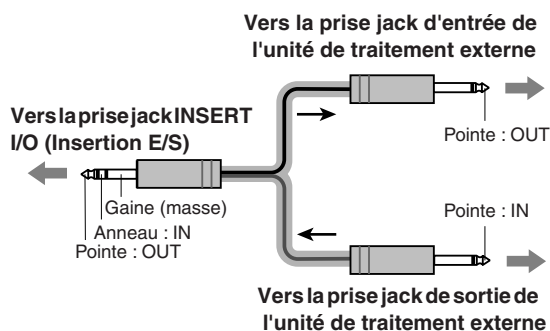 Vers la prise jack d'entrée de
l'unité de traitement externe
Vers la prise jack INSERT
I/O (Insertion E/S)
Pointe : OUT
Gaine (masse)
Anneau : IN
Pointe : OUT
Pointe : IN
Vers la prise jack de sortie de
l'unité de traitement externe